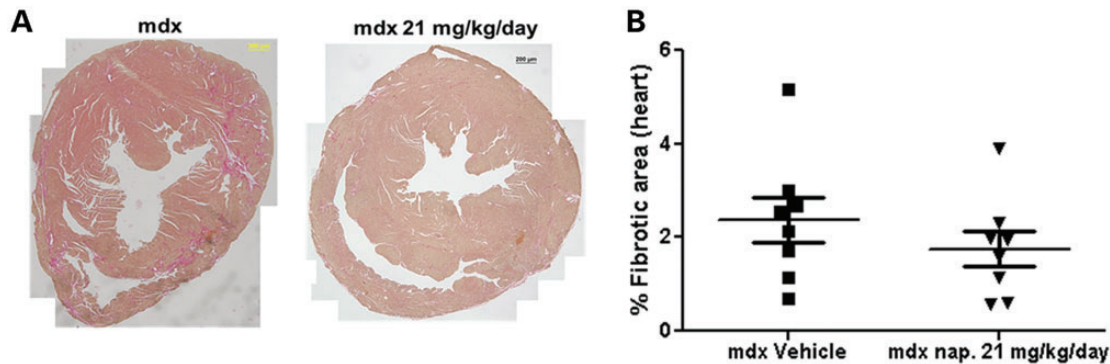 A
mdx
mdx 21 mg/kg/day
200 µm
B
% Fibrotic area (heart)
6
4
2
0
mdx Vehicle
mdx nap. 21 mg/kg/day